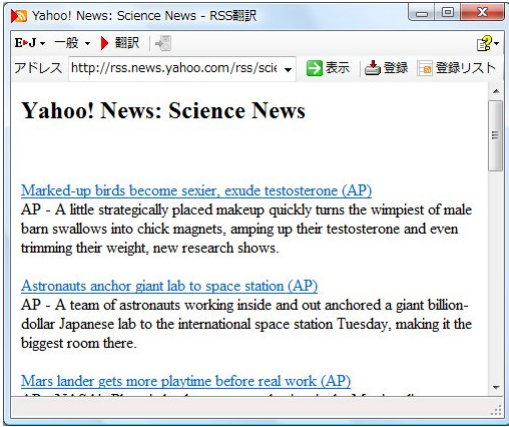 Yahoo! News: Science News - RSS翻訳
E▸J 一般 翻訳
アドレス http://rss.news.yahoo.com/rss/scie 表示 登録 登録リスト
Yahoo! News: Science News
Marked-up birds become sexier, exude testosterone (AP)
AP - A little strategically placed makeup quickly turns the wimpiest of male
barn swallows into chick magnets, amping up their testosterone and even
trimming their weight, new research shows.
Astronauts anchor giant lab to space station (AP)
AP - A team of astronauts working inside and out anchored a giant billion-
dollar Japanese lab to the international space station Tuesday, making it the
biggest room there.
Mars lander gets more playtime before real work (AP)